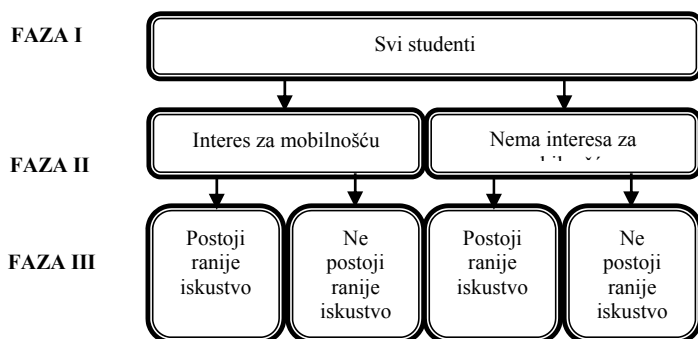 FAZA I
Svi studenti
FAZA II
Interes za mobilnošću
Nema interesa za
FAZA III
Postoji
ranije
iskustvo
Ne
postoji
ranije
iskustvo
Postoji
ranije
iskustvo
Ne
postoji
ranije
iskustvo